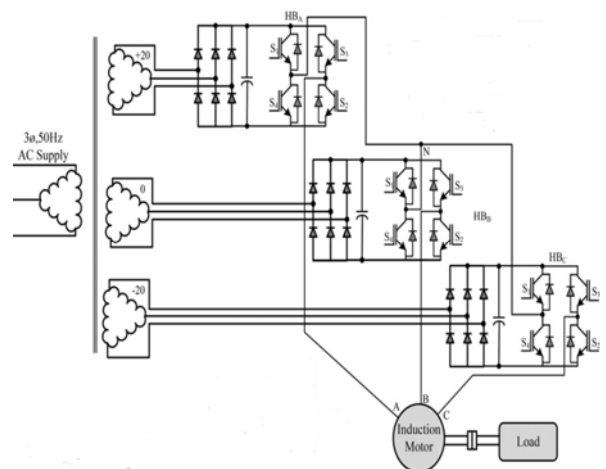 HBA
+20
S1
S3
S4
S2
3ø,50Hz
AC Supply
N
0
S1
S3
S4
S2
HBB
HBC
-20
S1
S3
S4
S2
A
B
C
Induction
Motor
Load